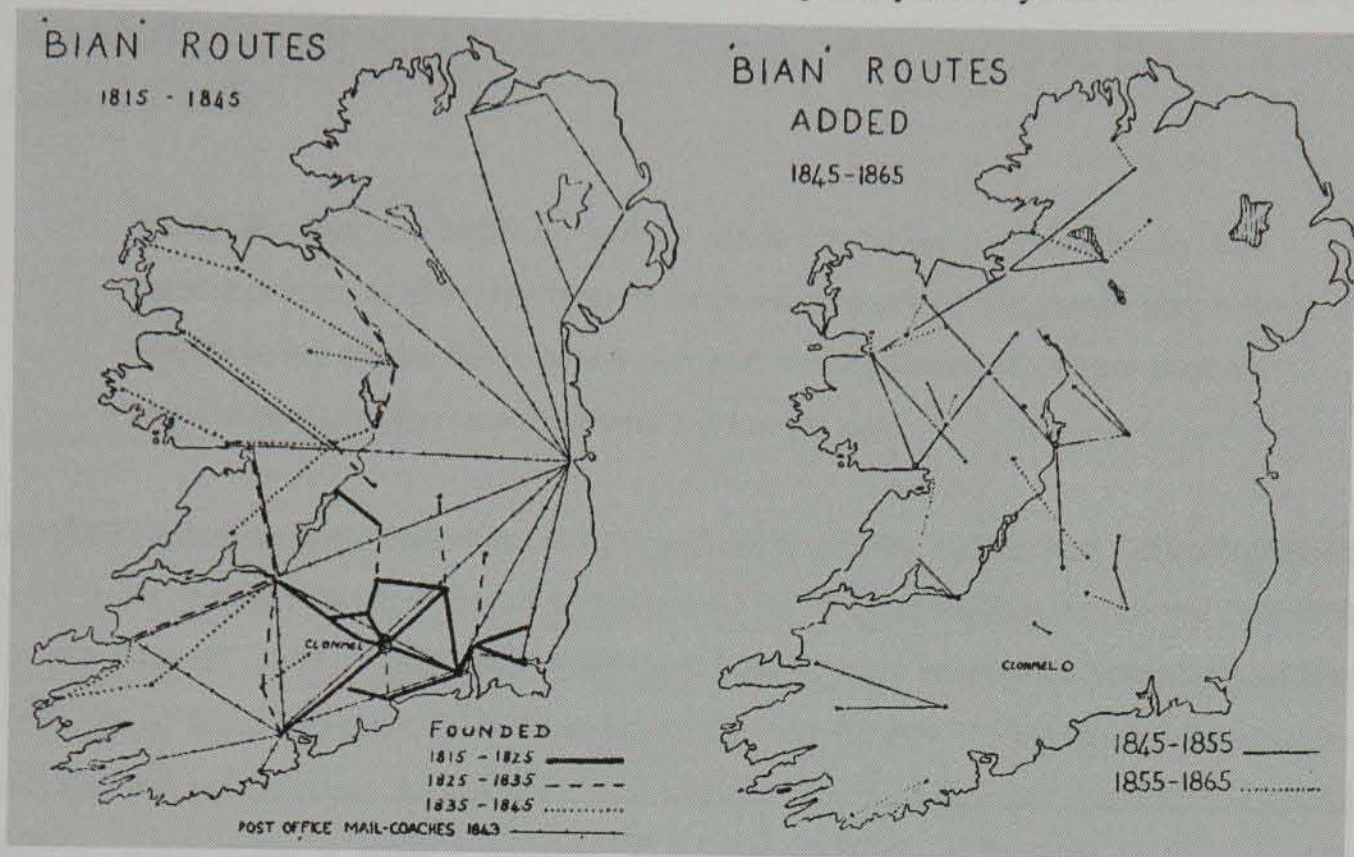 'BIAN' ROUTES
1815 - 1845
CLONMEL
FOUNDED
1815 - 1825
1825 - 1835
1835 - 1845
POST OFFICE MAIL-COACHES 1843
'BIAN' ROUTES
ADDED
1845-1865
CLONMEL
1845-1855
1855-1865